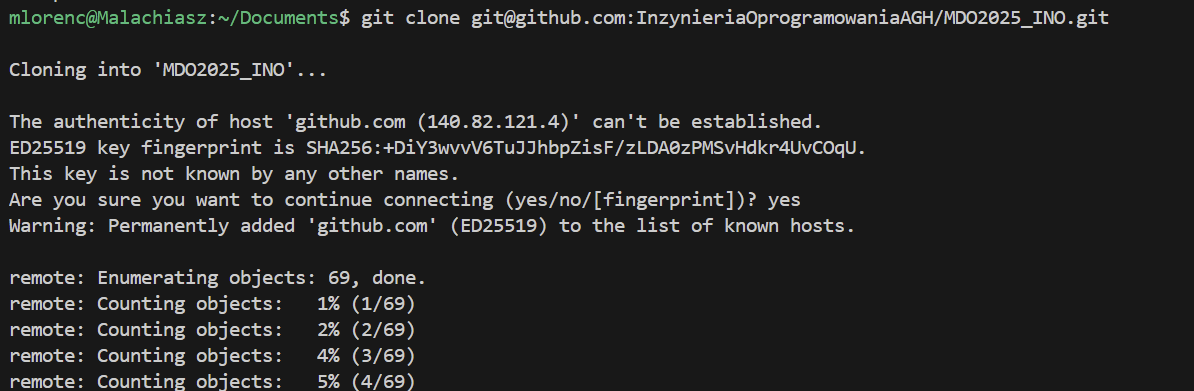 mlorenc@Malachiasz:~/Documents$ git clone git@github.com:InzynieriaOprogramowaniaAGH/MDO2025_INO.git
Cloning into 'MDO2025_INO'...
The authenticity of host 'github.com (140.82.121.4)' can't be established.
ED25519 key fingerprint is SHA256:+DiY3wvvV6TuJJhbpZisF/zLDA0zPMSvHdkr4UvCOqU.
This key is not known by any other names.
Are you sure you want to continue connecting (yes/no/[fingerprint])? yes
Warning: Permanently added 'github.com' (ED25519) to the list of known hosts.
remote: Enumerating objects: 69, done.
remote: Counting objects:   1% (1/69)
remote: Counting objects:   2% (2/69)
remote: Counting objects:   4% (3/69)
remote: Counting objects:   5% (4/69)